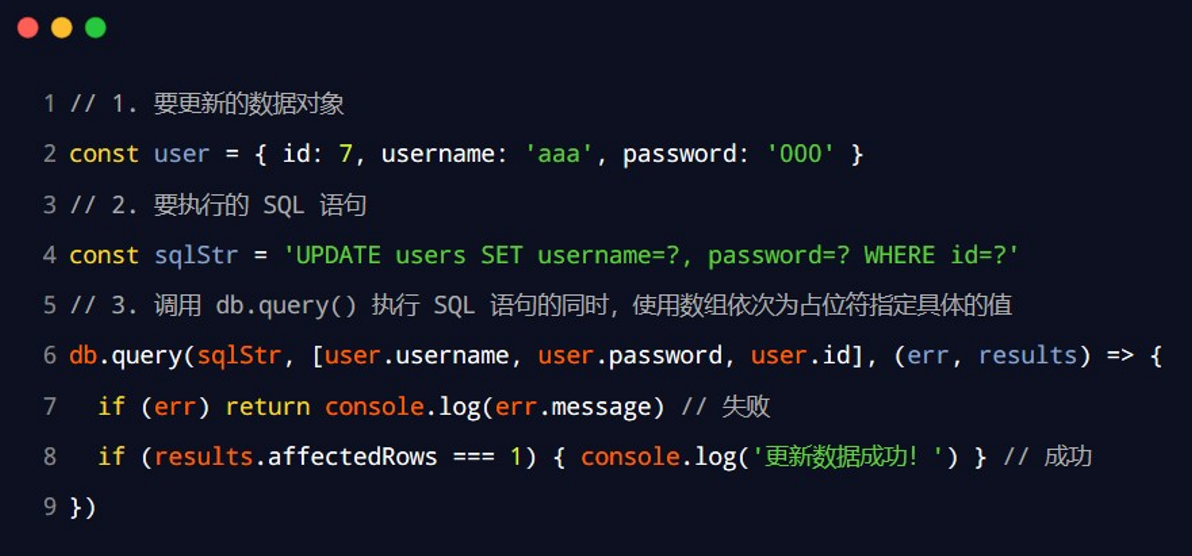 1 // 1. 要更新的数据对象
2 const user = { id: 7, username: 'aaa', password: '000' }
3 // 2. 要执行的 SQL 语句
4 const sqlStr = 'UPDATE users SET username=?, password=? WHERE id=?'
5 // 3. 调用 db.query() 执行 SQL 语句的同时，使用数组依次为占位符指定具体的值
6 db.query(sqlStr, [user.username, user.password, user.id], (err, results) => {
7   if (err) return console.log(err.message) // 失败
8   if (results.affectedRows === 1) { console.log('更新数据成功！') } // 成功
9 })